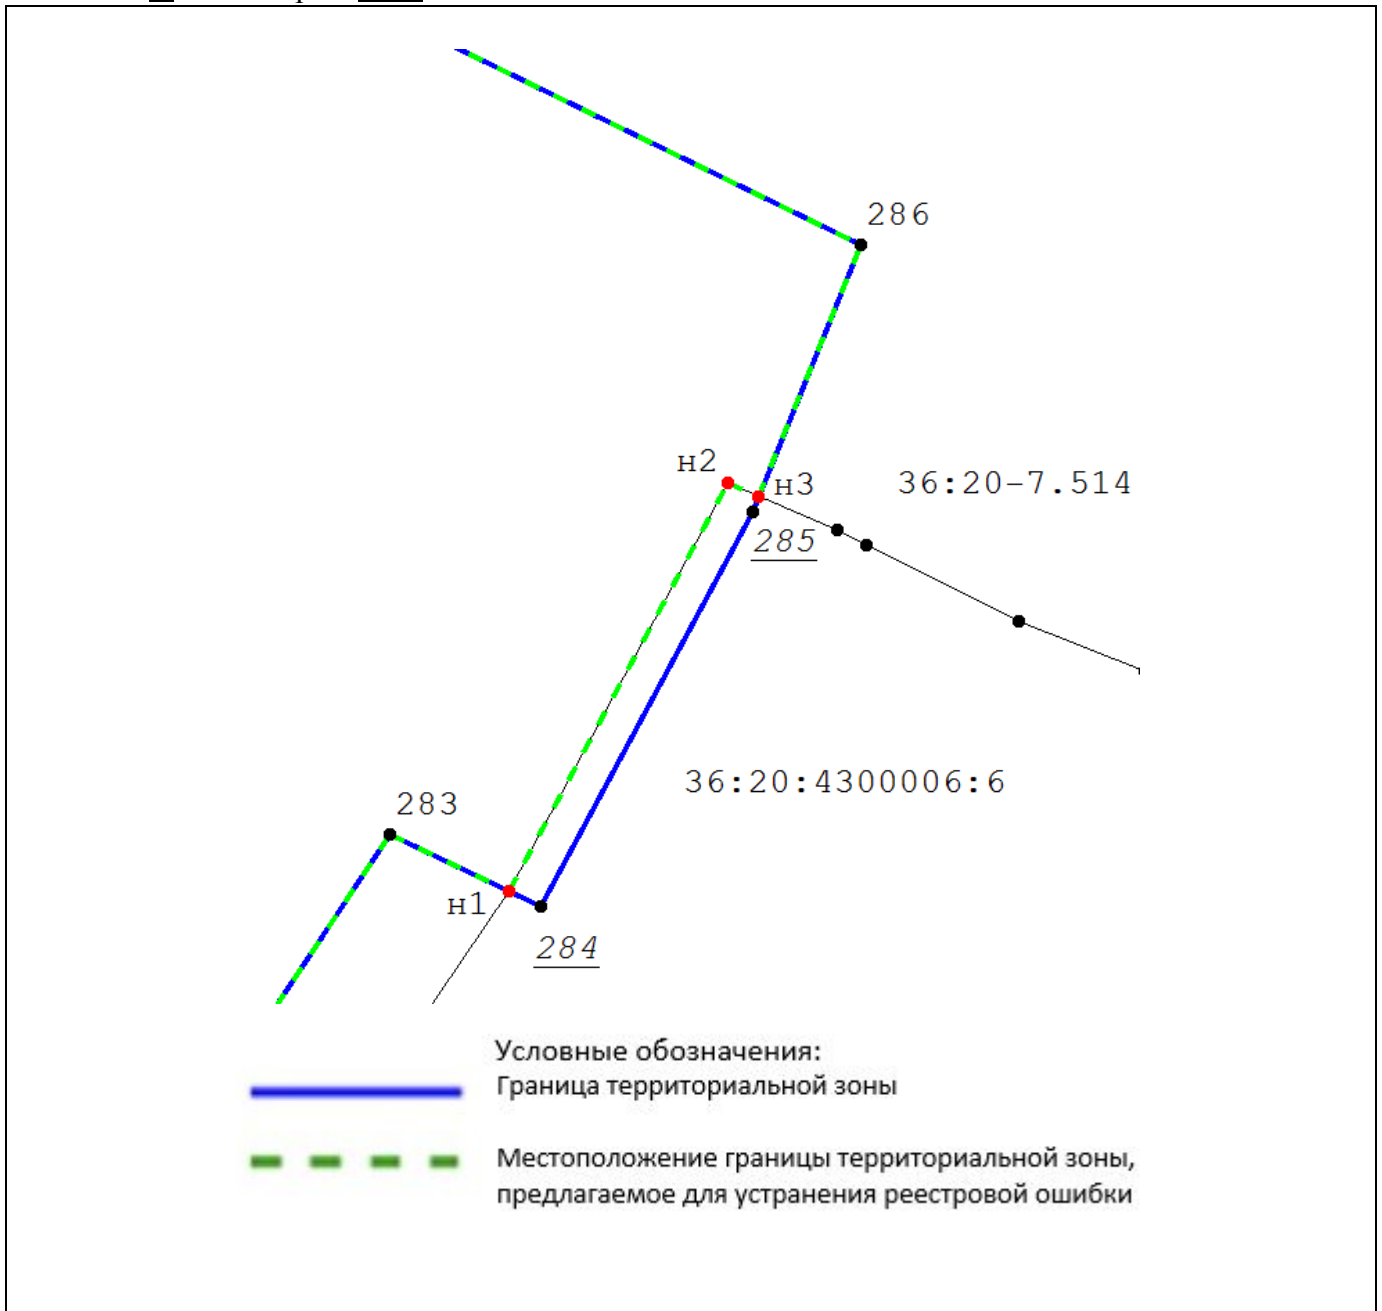 286
н2
н3
36:20-7.514
285
36:20:4300006:6
283
н1
284
Условные обозначения:
Граница территориальной зоны
Местоположение границы территориальной зоны,
предлагаемое для устранения реестровой ошибки